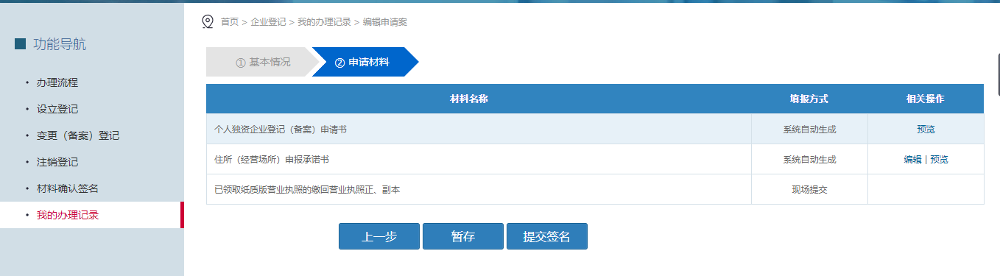 首页 > 企业登记 > 我的办理记录 > 编辑申请案
功能导航
• 办理流程
• 设立登记
• 变更（备案）登记
• 注销登记
• 材料确认签名
• 我的办理记录
① 基本情况 ② 申请材料
材料名称 填报方式 相关操作
个人独资企业登记（备案）申请书 系统自动生成 预览
住所（经营场所）申报承诺书 系统自动生成 编辑 | 预览
已领取纸质版营业执照的缴回营业执照正、副本 现场提交
上一步 暂存 提交签名